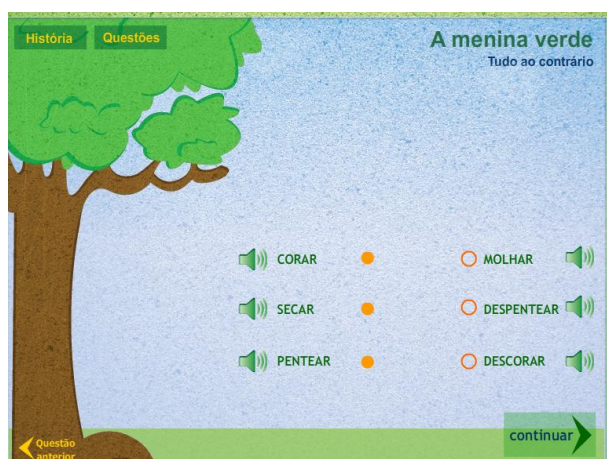 História Questões
A menina verde
Tudo ao contrário
CORAR MOLHAR
SECAR DESPENTEAR
PENTEAR DESCORAR
continuar
Questão
anterior